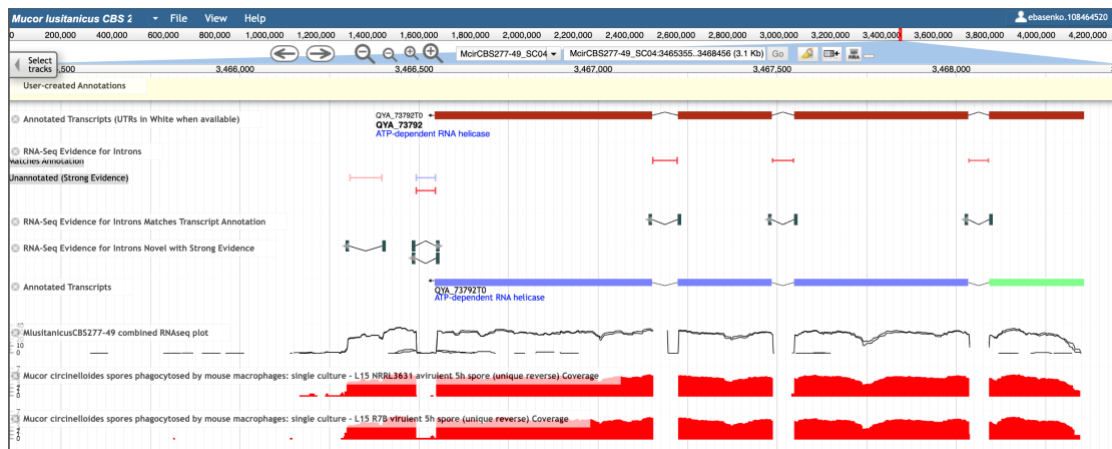 Mucor lusitanicus CBS 2 File View Help ebasenko.108464520
0 200,000 400,000 600,000 800,000 1,000,000 1,200,000 1,400,000 1,600,000 1,800,000 2,000,000 2,200,000 2,400,000 2,600,000 2,800,000 3,000,000 3,200,000 3,400,000 3,600,000 3,800,000 4,000,000 4,200,000
McirCBS277-49_SC04 McirCBS277-49_SC04:3465355..3468456 (3.1 Kb) Go
Select
tracks
,500 3,466,000 3,466,500 3,467,000 3,467,500 3,468,000
User-created Annotations
Annotated Transcripts (UTRs in White when available)
QYA_73792T0
QYA_73792
ATP-dependent RNA helicase
RNA-Seq Evidence for Introns
Matches Annotation
Unannotated (Strong Evidence)
RNA-Seq Evidence for Introns Matches Transcript Annotation
RNA-Seq Evidence for Introns Novel with Strong Evidence
Annotated Transcripts
QYA_73792T0
ATP-dependent RNA helicase
MlusitanicusCBS277-49 combined RNAseq plot
10
0
Mucor circinelloides spores phagocytosed by mouse macrophages: single culture - L15 NRRL3631 avirulent 5h spore (unique reverse) Coverage
Mucor circinelloides spores phagocytosed by mouse macrophages: single culture - L15 R7B virulent 5h spore (unique reverse) Coverage